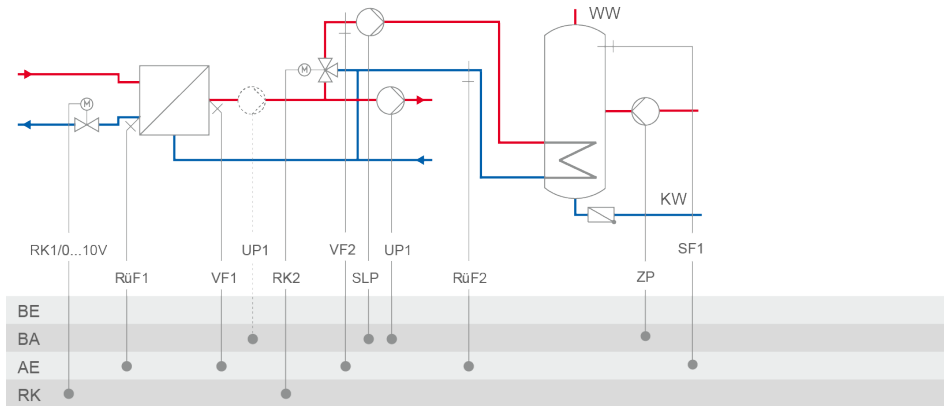 WW
M
M
KW
RK1/0...10V UP1 VF2 UP1 SF1
RüF1 VF1 RK2 SLP RüF2 ZP
BE
BA
AE
RK